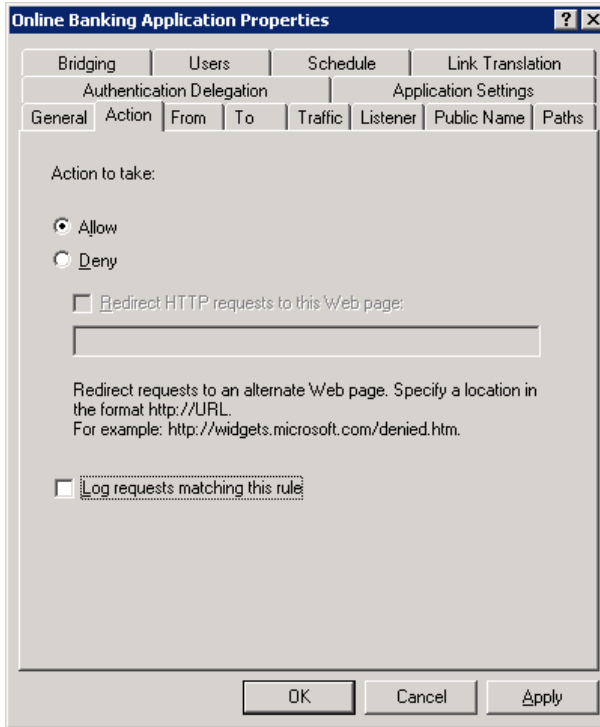 Online Banking Application Properties
Bridging Users Schedule Link Translation
Authentication Delegation Application Settings
General Action From To Traffic Listener Public Name Paths
Action to take:
Allow
Deny
Redirect HTTP requests to this Web page:
Redirect requests to an alternate Web page. Specify a location in
the format http://URL.
For example: http://widgets.microsoft.com/denied.htm.
Log requests matching this rule
OK Cancel Apply